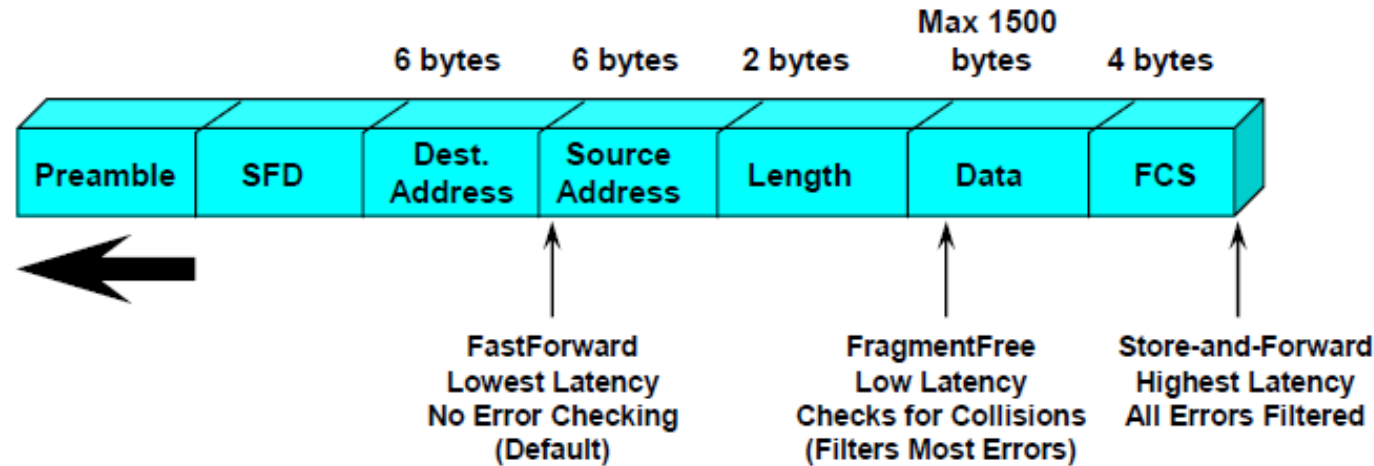 Max 1500
6 bytes 6 bytes 2 bytes bytes 4 bytes
Preamble SFD Dest. Address Source Address Length Data FCS
FastForward
Lowest Latency
No Error Checking
(Default)
FragmentFree
Low Latency
Checks for Collisions
(Filters Most Errors)
Store-and-Forward
Highest Latency
All Errors Filtered